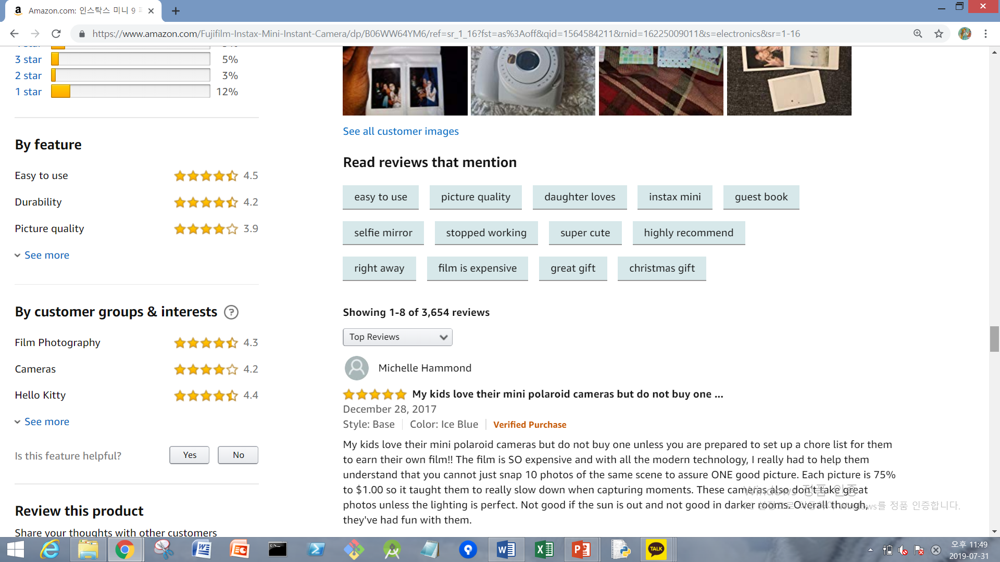 Amazon.com: 인스탁스 미니 9
https://www.amazon.com/Fujifilm-Instax-Mini-Instant-Camera/dp/B06WW64YM6/ref=sr_1_16?fst=as%3Aoff&qid=1564584211&rnid=16225009011&s=electronics&sr=1-16
3 star 5%
2 star 3%
1 star 12%
By feature
Easy to use 4.5
Durability 4.2
Picture quality 3.9
See more
By customer groups & interests ?
Film Photography 4.3
Cameras 4.2
Hello Kitty 4.4
See more
Is this feature helpful? Yes No
Review this product
Share your thoughts with other customers
See all customer images
Read reviews that mention
easy to use picture quality daughter loves instax mini guest book
selfie mirror stopped working super cute highly recommend
right away film is expensive great gift christmas gift
Showing 1-8 of 3,654 reviews
Top Reviews
Michelle Hammond
My kids love their mini polaroid cameras but do not buy one ...
December 28, 2017
Style: Base Color: Ice Blue Verified Purchase
My kids love their mini polaroid cameras but do not buy one unless you are prepared to set up a chore list for them
to earn their own film!! The film is SO expensive and with all the modern technology, I really had to help them
understand that you cannot just snap 10 photos of the same scene to assure ONE good picture. Each picture is 75%
to $1.00 so it taught them to really slow down when capturing moments. These cameras also don't take great
photos unless the lighting is perfect. Not good if the sun is out and not good in darker rooms. Overall though,
they've had fun with them.
Windows 정품 인증
Windows를 정품 인증합니다.
TALK
오후 11:49
2019-07-31